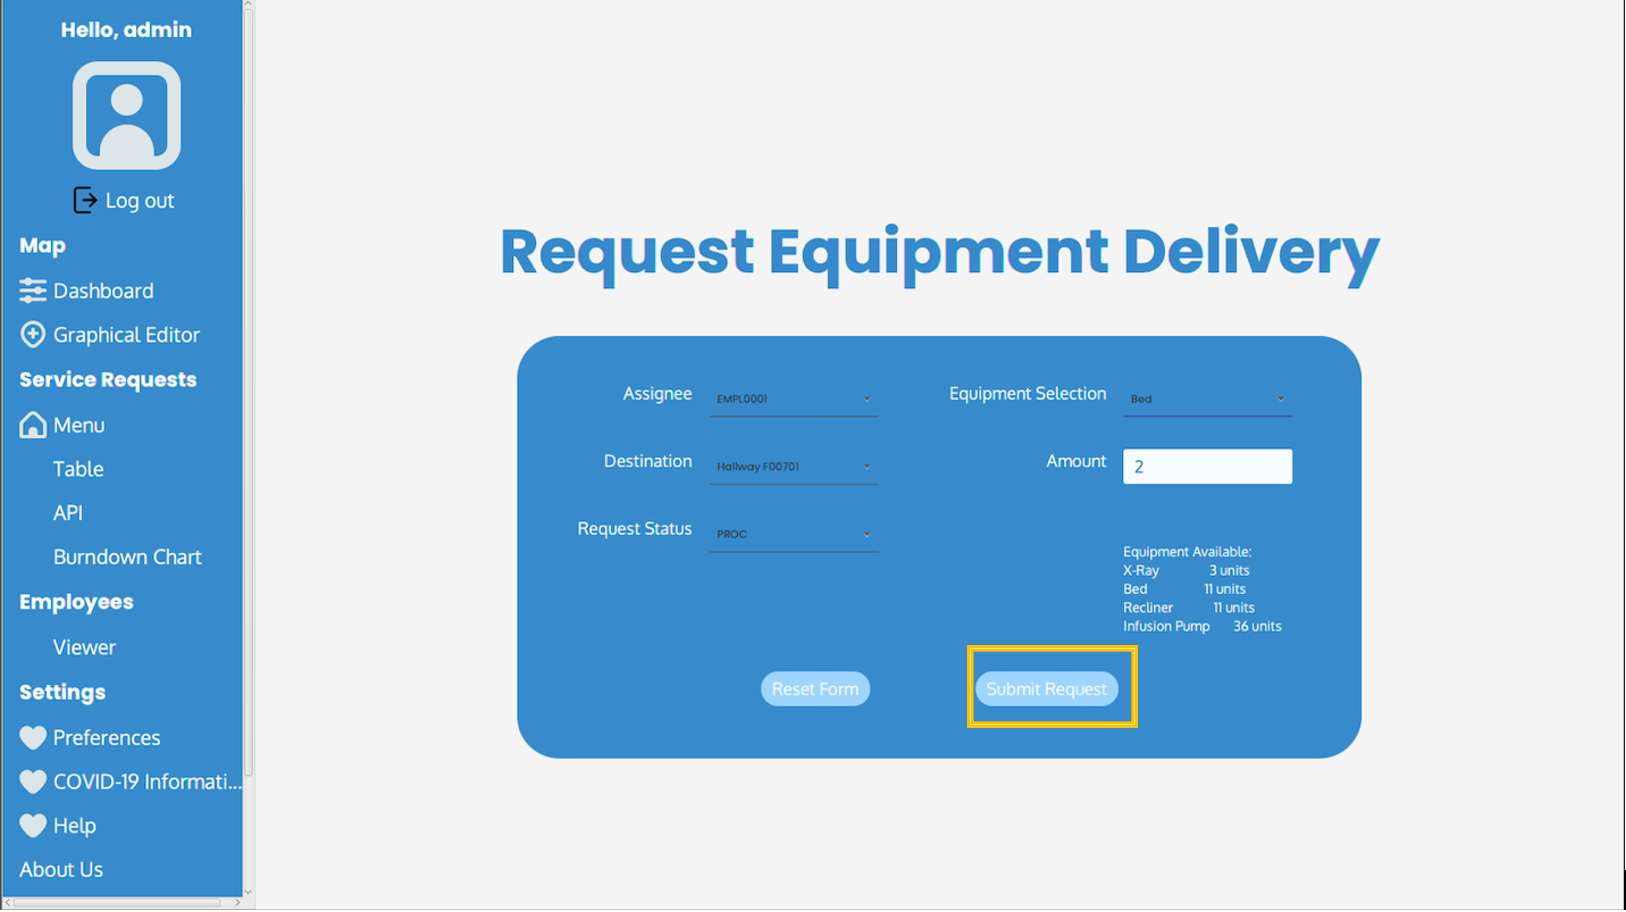 Hello, admin
Log out
Map
Dashboard
Graphical Editor
Service Requests
Menu
Table
API
Burndown Chart
Employees
Viewer
Settings
Preferences
COVID-19 Informati...
Help
About Us
Request Equipment Delivery
Assignee EMPL0001
Equipment Selection Bed
Destination Hallway F00701
Amount 2
Request Status PROC
Equipment Available:
X-Ray 3 units
Bed 11 units
Recliner 11 units
Infusion Pump 36 units
Reset Form
Submit Request